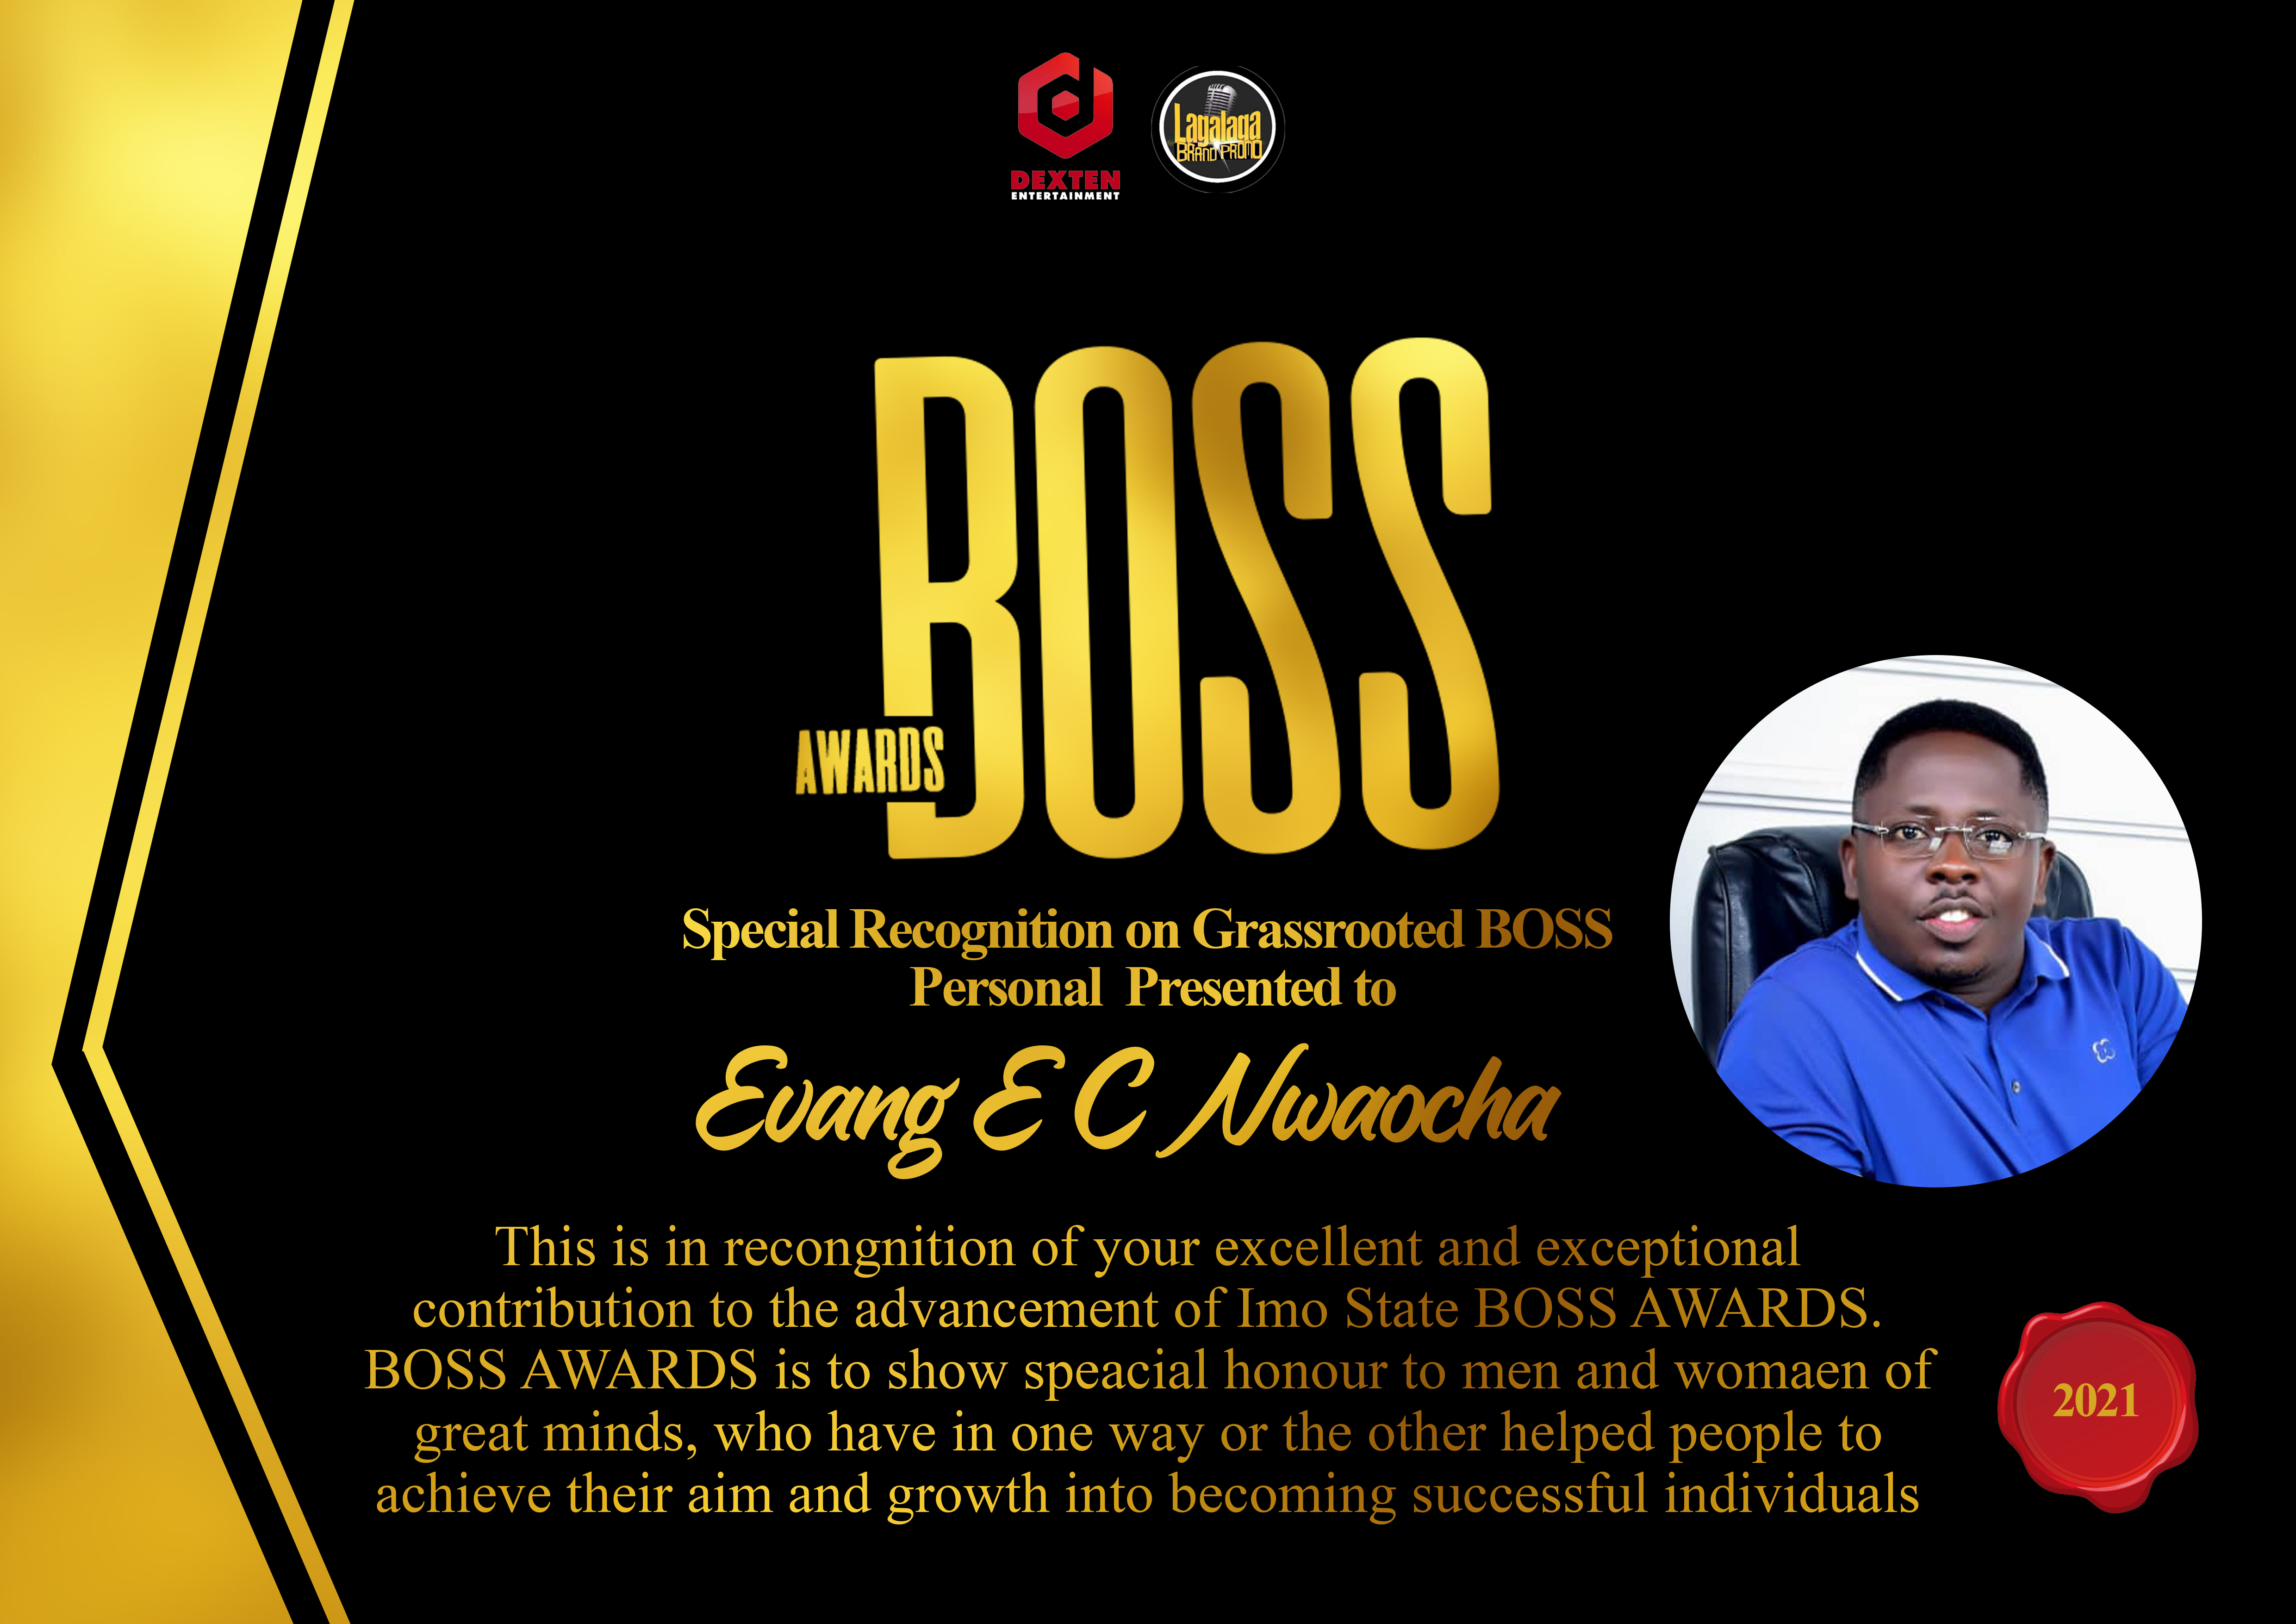 DEXTEN
ENTERTAINMENT
Lagalaga
BRAND PROMO
BOSS
AWARDS
Special Recognition on Grassrooted BOSS
Personal Presented to
Evang E C Nwaocha
This is in recongnition of your excellent and exceptional
contribution to the advancement of Imo State BOSS AWARDS.
BOSS AWARDS is to show speacial honour to men and womaen of
great minds, who have in one way or the other helped people to
achieve their aim and growth into becoming successful individuals
2021